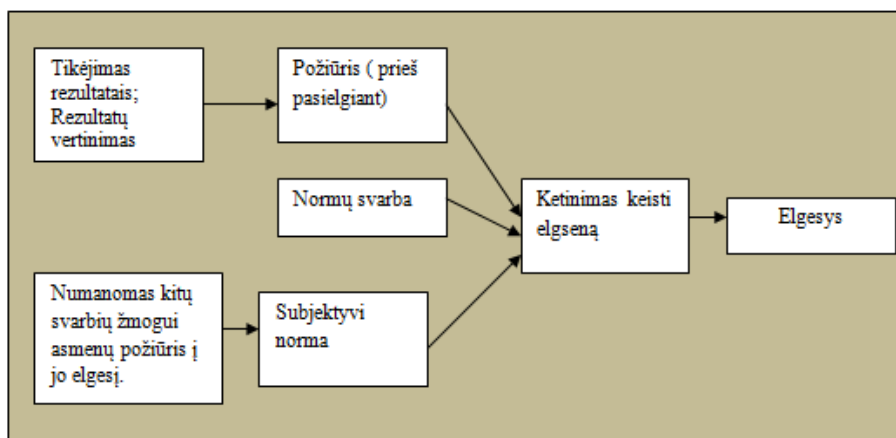 Tikėjimas
rezultatais;
Rezultatų
vertinimas
Požiūris ( prieš
pasielgiant)
Normų svarba
Ketinimas keisti
elgseną
Elgesys
Numanomas kitų
svarbių žmogui
asmenų požiūris į
jo elgesį.
Subjektyvi
norma